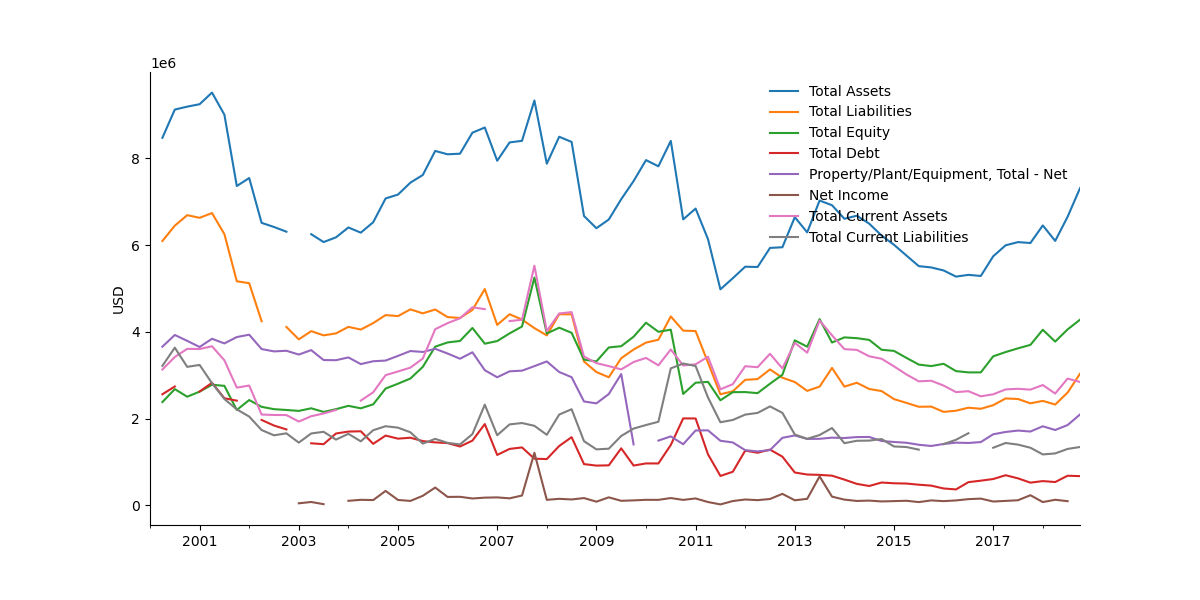 1e6
Total Assets
Total Liabilities
Total Equity
Total Debt
Property/Plant/Equipment, Total - Net
Net Income
Total Current Assets
Total Current Liabilities
8
6
4
2
0
USD
2001 2003 2005 2007 2009 2011 2013 2015 2017